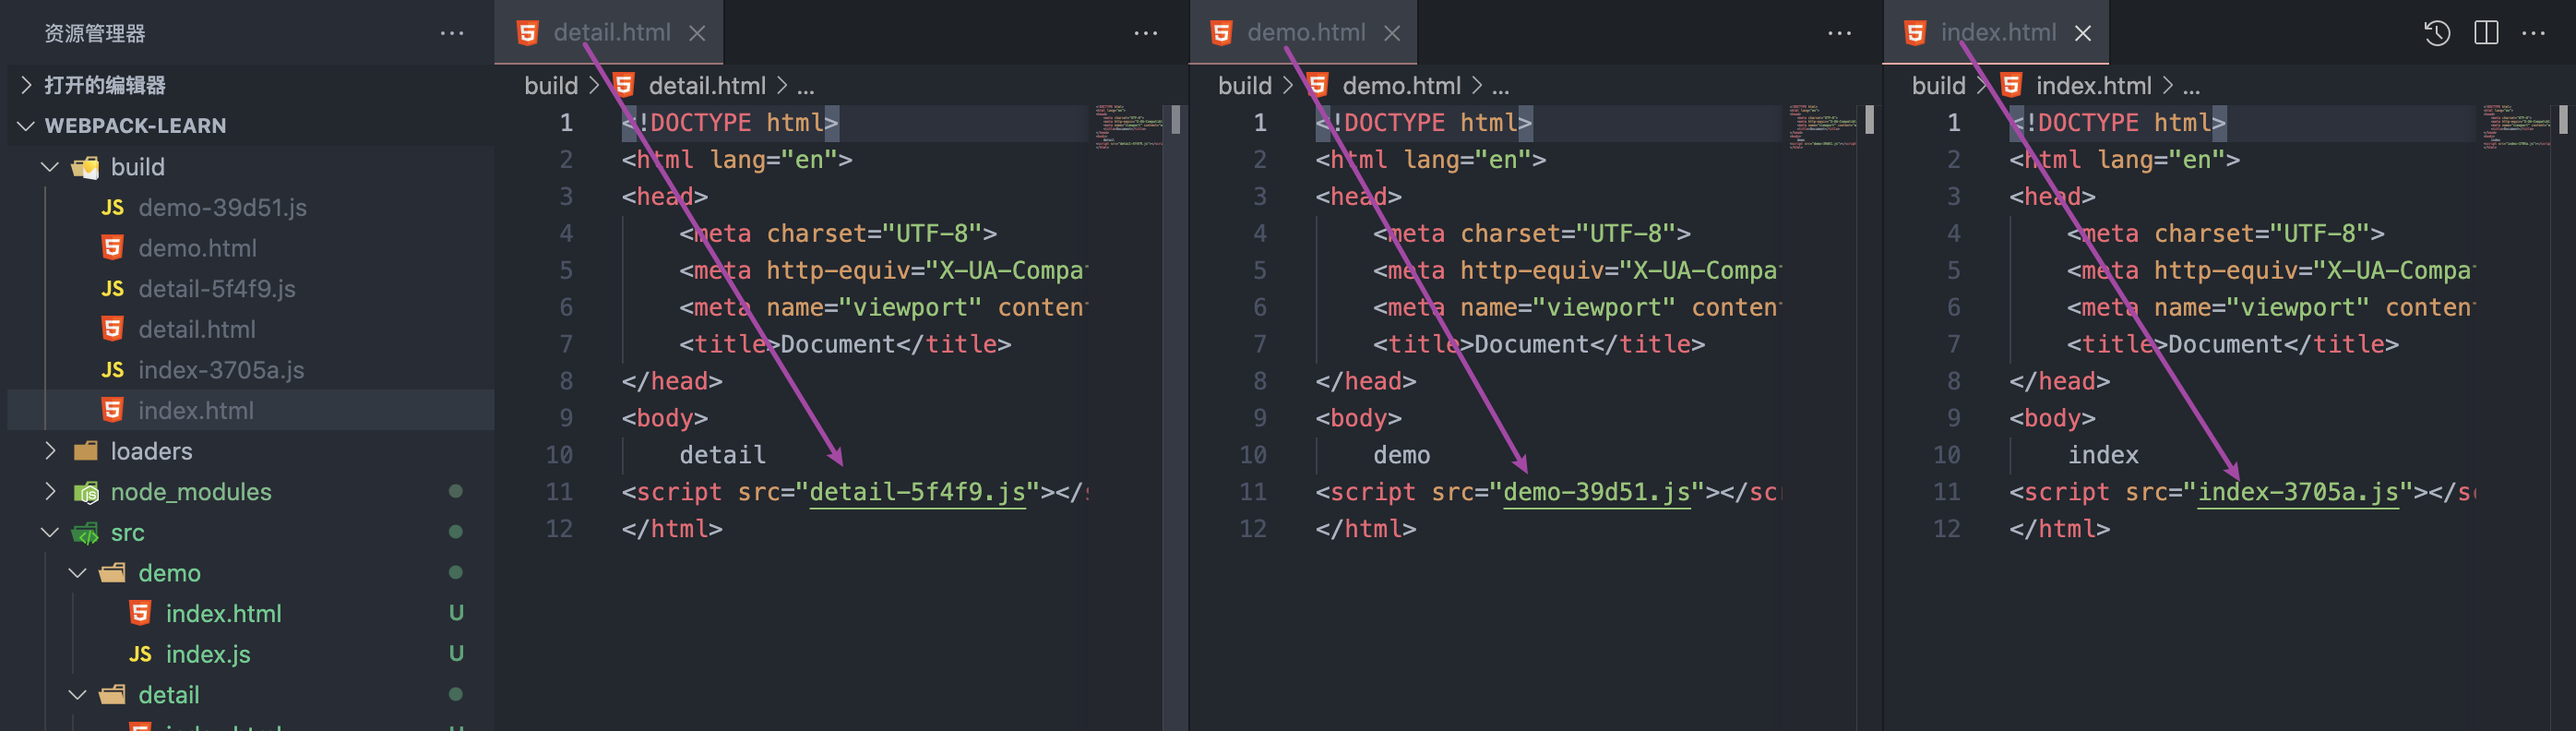 资源管理器
打开的编辑器
WEBPACK-LEARN
build
JS demo-39d51.js
demo.html
JS detail-5f4f9.js
detail.html
JS index-3705a.js
index.html
loaders
node_modules
src
demo
index.html U
JS index.js U
detail
detail.html
build > detail.html > ...
1 <!DOCTYPE html>
2 <html lang="en">
3 <head>
4 <meta charset="UTF-8">
5 <meta http-equiv="X-UA-Compa
6 <meta name="viewport" conten
7 <title>Document</title>
8 </head>
9 <body>
10 detail
11 <script src="detail-5f4f9.js"></
12 </html>
demo.html
build > demo.html > ...
1 <!DOCTYPE html>
2 <html lang="en">
3 <head>
4 <meta charset="UTF-8">
5 <meta http-equiv="X-UA-Compa
6 <meta name="viewport" conten
7 <title>Document</title>
8 </head>
9 <body>
10 demo
11 <script src="demo-39d51.js"></sc
12 </html>
index.html
build > index.html > ...
1 <!DOCTYPE html>
2 <html lang="en">
3 <head>
4 <meta charset="UTF-8">
5 <meta http-equiv="X-UA-Compa
6 <meta name="viewport" conten
7 <title>Document</title>
8 </head>
9 <body>
10 index
11 <script src="index-3705a.js"></s
12 </html>